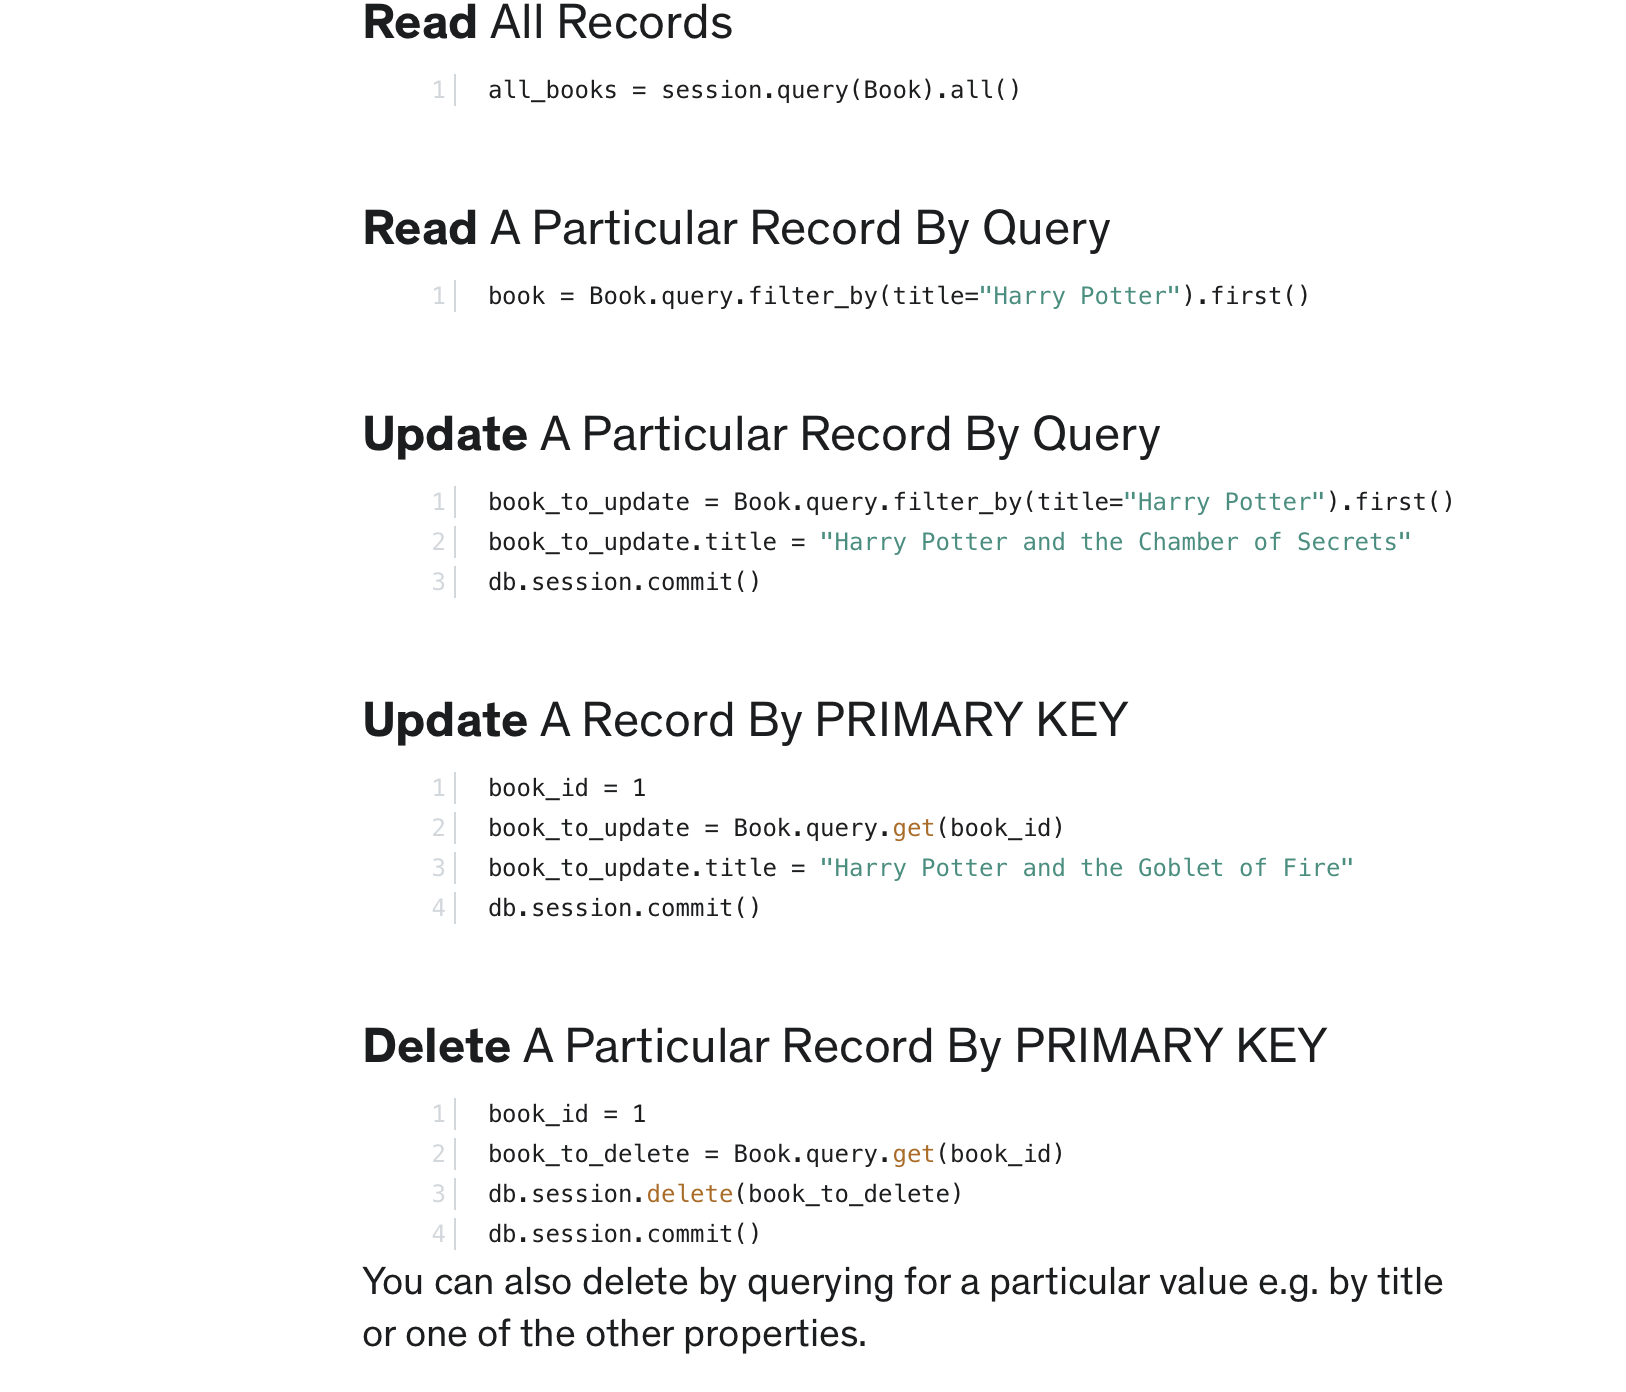 Read All Records
1 all_books = session.query(Book).all()
Read A Particular Record By Query
1 book = Book.query.filter_by(title="Harry Potter").first()
Update A Particular Record By Query
1 book_to_update = Book.query.filter_by(title="Harry Potter").first()
2 book_to_update.title = "Harry Potter and the Chamber of Secrets"
3 db.session.commit()
Update A Record By PRIMARY KEY
1 book_id = 1
2 book_to_update = Book.query.get(book_id)
3 book_to_update.title = "Harry Potter and the Goblet of Fire"
4 db.session.commit()
Delete A Particular Record By PRIMARY KEY
1 book_id = 1
2 book_to_delete = Book.query.get(book_id)
3 db.session.delete(book_to_delete)
4 db.session.commit()
You can also delete by querying for a particular value e.g. by title
or one of the other properties.